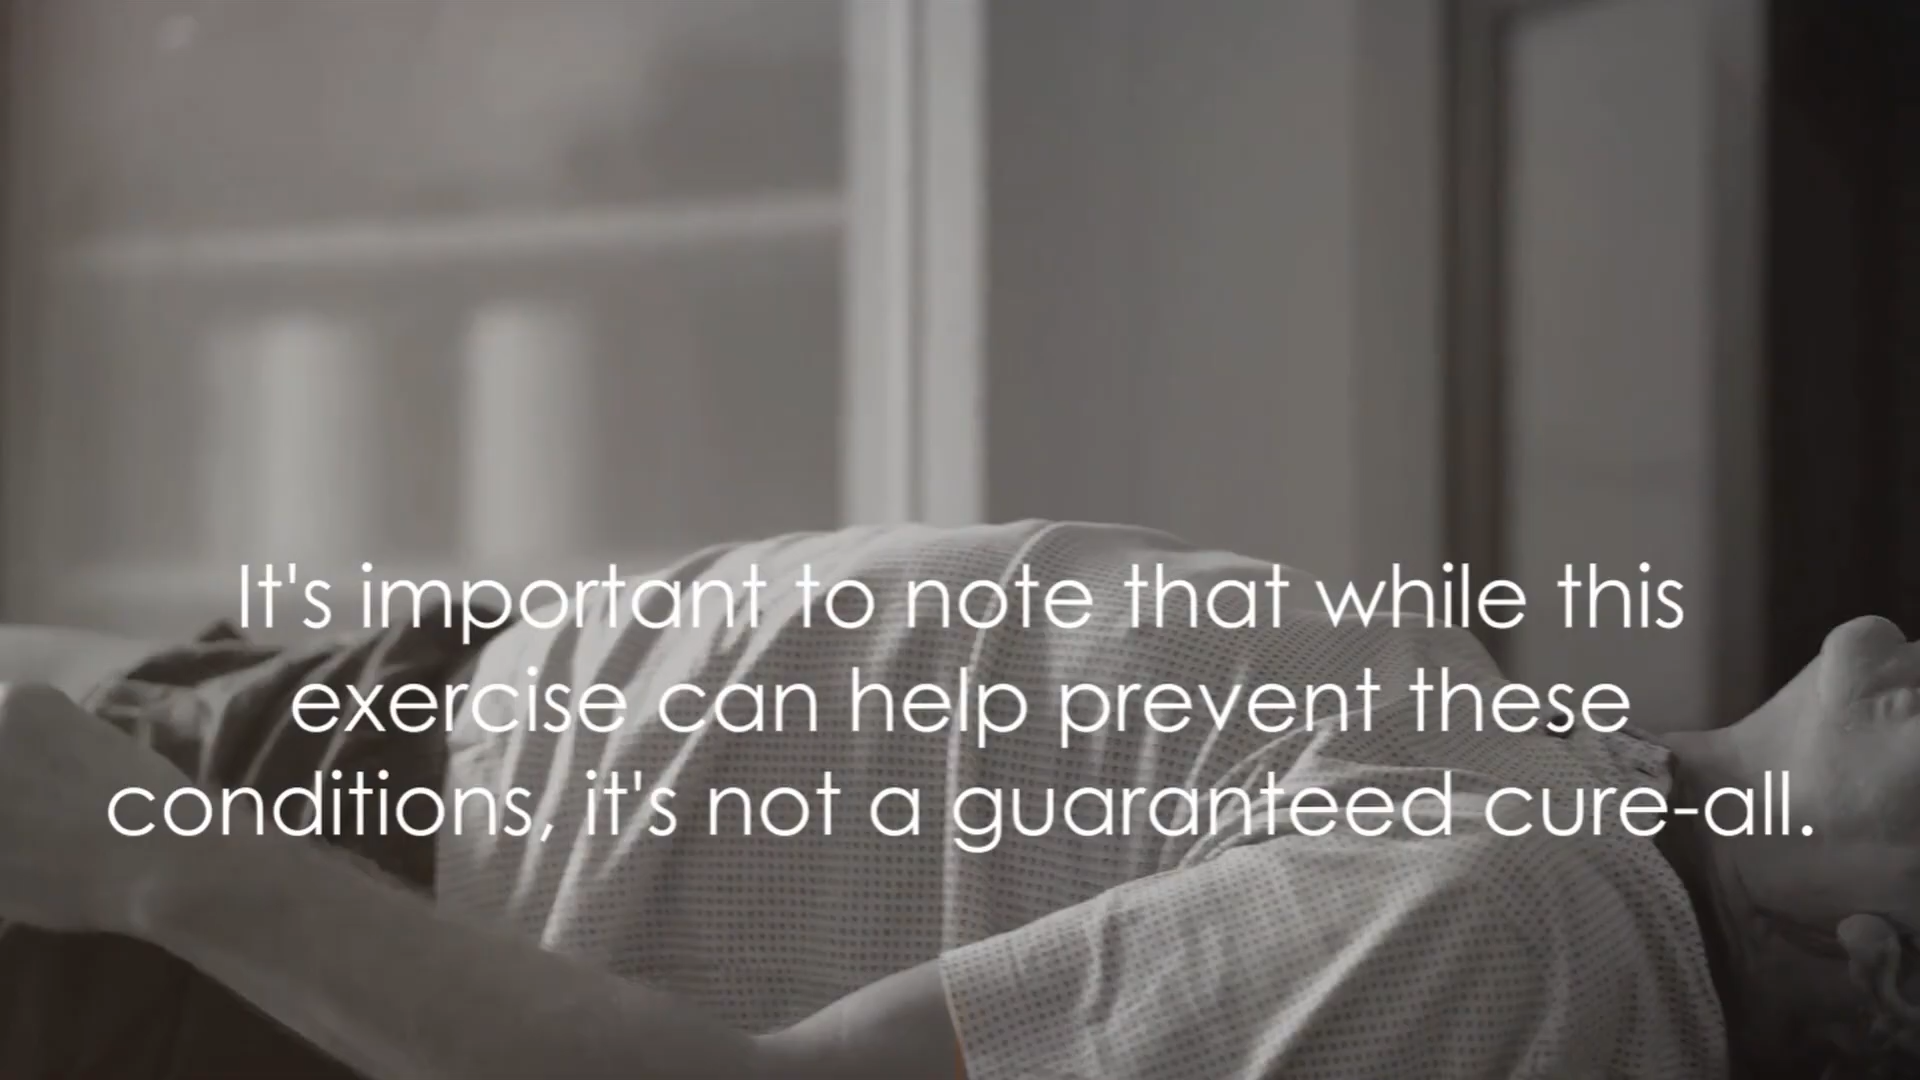 It's important to note that while this
exercise can help prevent these
conditions, it's not a guaranteed cure-all.